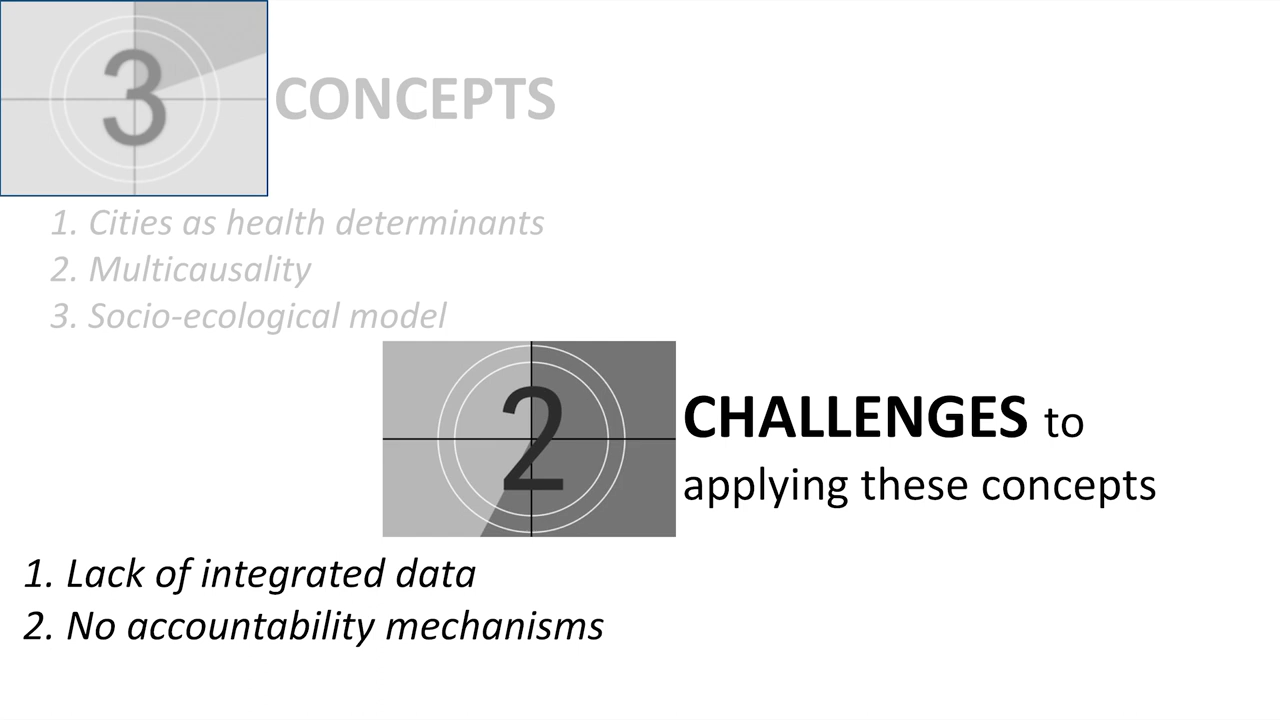 3
CONCEPTS
1. Cities as health determinants
2. Multicausality
3. Socio-ecological model
2
CHALLENGES to
applying these concepts
1. Lack of integrated data
2. No accountability mechanisms